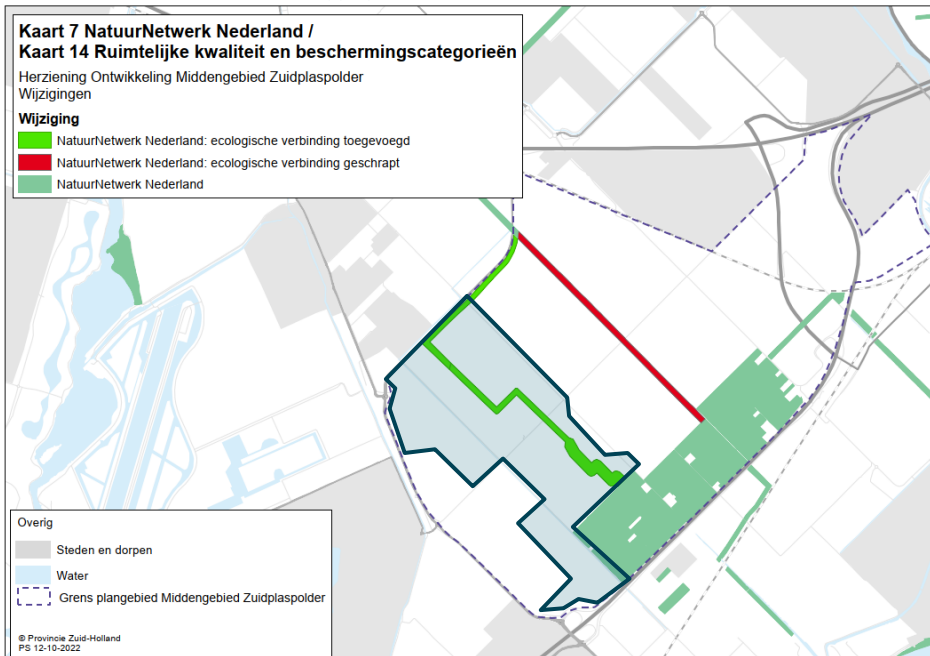 Kaart 7 NatuurNetwerk Nederland /
Kaart 14 Ruimtelijke kwaliteit en beschermingscategorieën
Herziening Ontwikkeling Middengebied Zuidplaspolder
Wijzigingen
Wijziging
NatuurNetwerk Nederland: ecologische verbinding toegevoegd
NatuurNetwerk Nederland: ecologische verbinding geschrapt
NatuurNetwerk Nederland
Overig
Steden en dorpen
Water
Grens plangebied Middengebied Zuidplaspolder
© Provincie Zuid-Holland
PS 12-10-2022